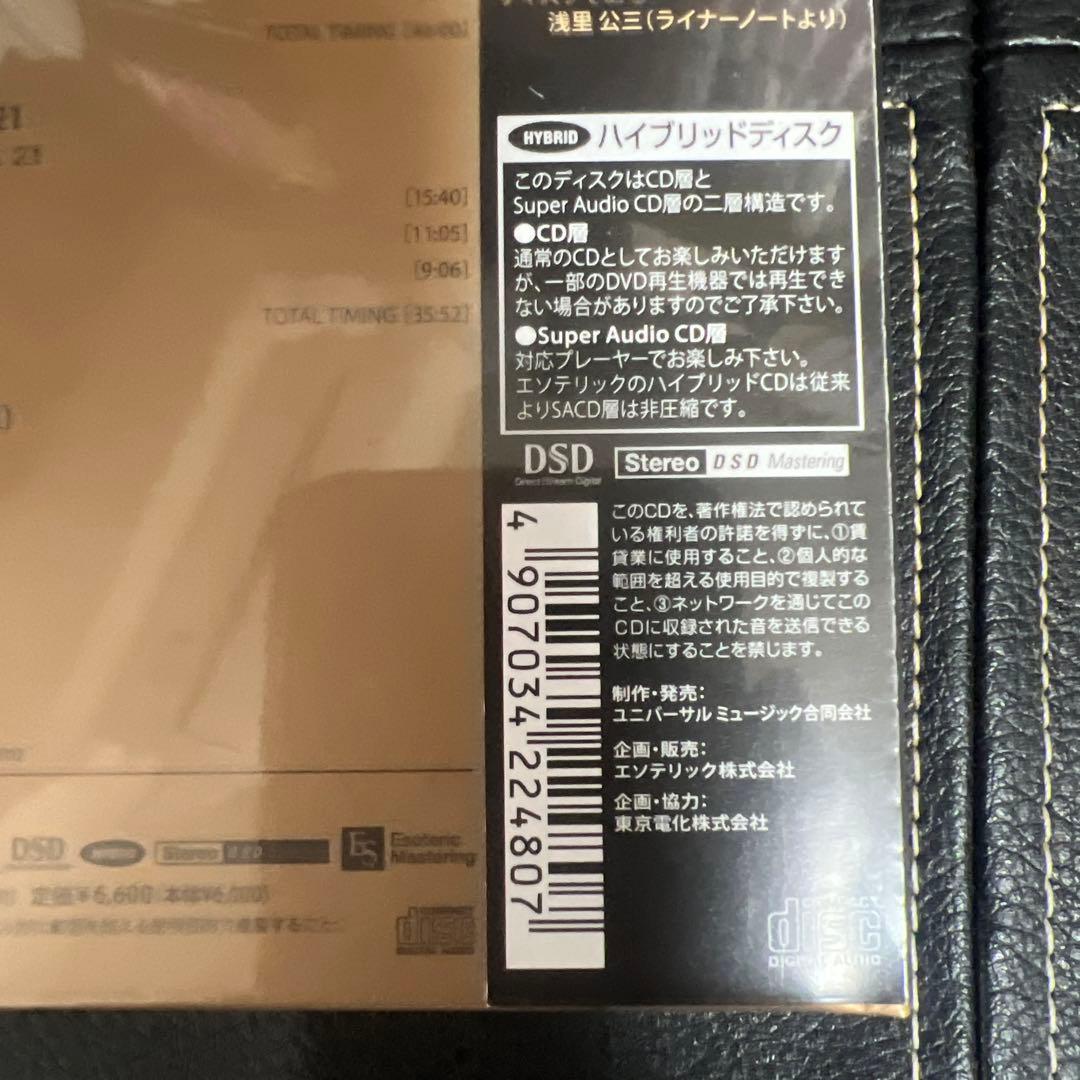 浅里 公三(ライナーノートより)
HYBRID ハイブリッドディスク
このディスクはCD層と
Super Audio CD層の二層構造です。
●CD層
通常のCDとしてお楽しみいただけます
が、一部のDVD再生機器では再生でき
ない場合がありますのでご了承下さい。
●Super Audio CD層
対応プレーヤーでお楽しみ下さい。
エソテリックのハイブリッドCDは従来
よりSACD層は非圧縮です。
DSD
Direct Stream Digital
Stereo DSD Mastering
このCDを、著作権法で認められて
いる権利者の許諾を得ずに、①賃
貸業に使用すること、②個人的な
範囲を超える使用目的で複製する
こと、③ネットワークを通じてこの
CDに収録された音を送信できる
状態にすることを禁じます。
制作・発売:
ユニバーサル ミュージック合同会社
企画・販売:
エソテリック株式会社
企画・協力:
東京電化株式会社
4 907034 224807
disc
DIGITAL AUDIO
21
21
[15:40]
[11:05]
[9:06]
TOTAL TIMING [35:52]
DSD
Stereo
ES Esoteric
Mastering
定価¥6,600
disc